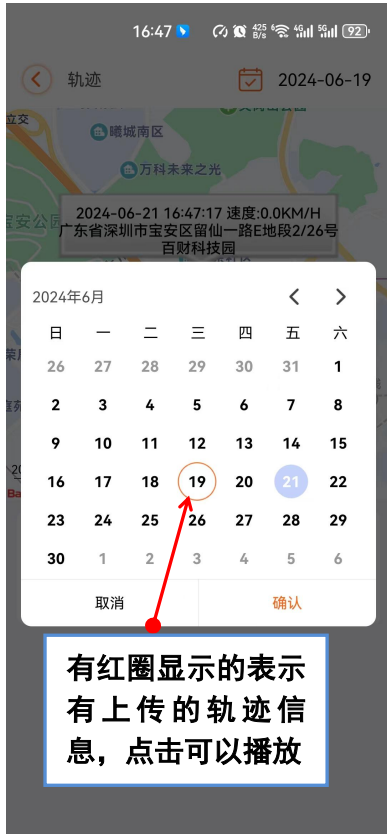 16:47 425 B/s 6 4G 5G 92
轨迹 2024-06-19
立交
曦城南区
万科未来之光
宝安公园
2024-06-21 16:47:17 速度:0.0KM/H
广东省深圳市宝安区留仙一路E地段2/26号
百财科技园
2024年6月
日 一 二 三 四 五 六
26 27 28 29 30 31 1
2 3 4 5 6 7 8
9 10 11 12 13 14 15
16 17 18 19 20 21 22
23 24 25 26 27 28 29
30 1 2 3 4 5 6
取消 确认
有红圈显示的表示
有上传的轨迹信
息，点击可以播放